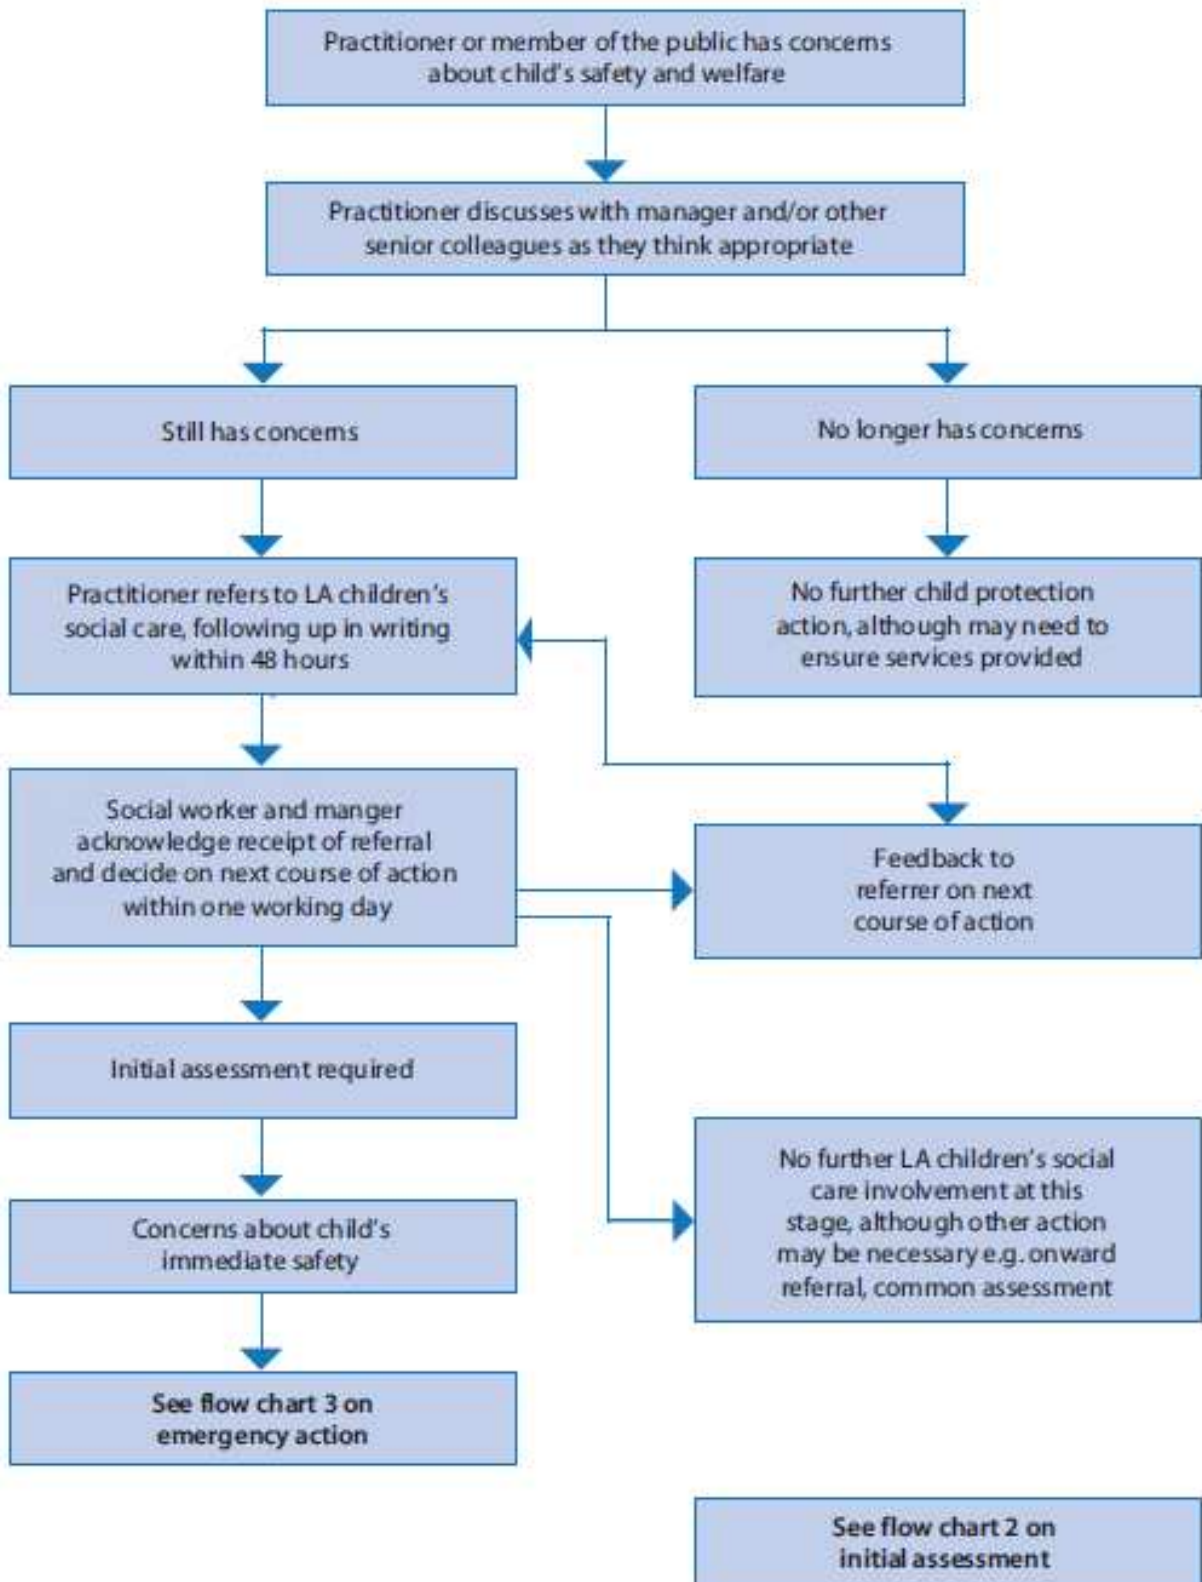 Practitioner or member of the public has concerns
about child's safety and welfare
Practitioner discusses with manager and/or other
senior colleagues as they think appropriate
Still has concerns
No longer has concerns
Practitioner refers to LA children's
social care, following up in writing
within 48 hours
No further child protection
action, although may need to
ensure services provided
Social worker and manger
acknowledge receipt of referral
and decide on next course of action
within one working day
Feedback to
referrer on next
course of action
Initial assessment required
No further LA children's social
care involvement at this
stage, although other action
may be necessary e.g. onward
referral, common assessment
Concerns about child's
immediate safety
See flow chart 3 on
emergency action
See flow chart 2 on
initial assessment